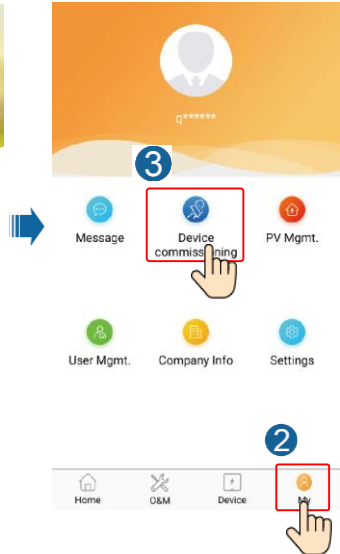 q******
3
Message
Device
commissioning
PV Mgmt.
User Mgmt.
Company Info
Settings
2
Home
O&M
Device
My